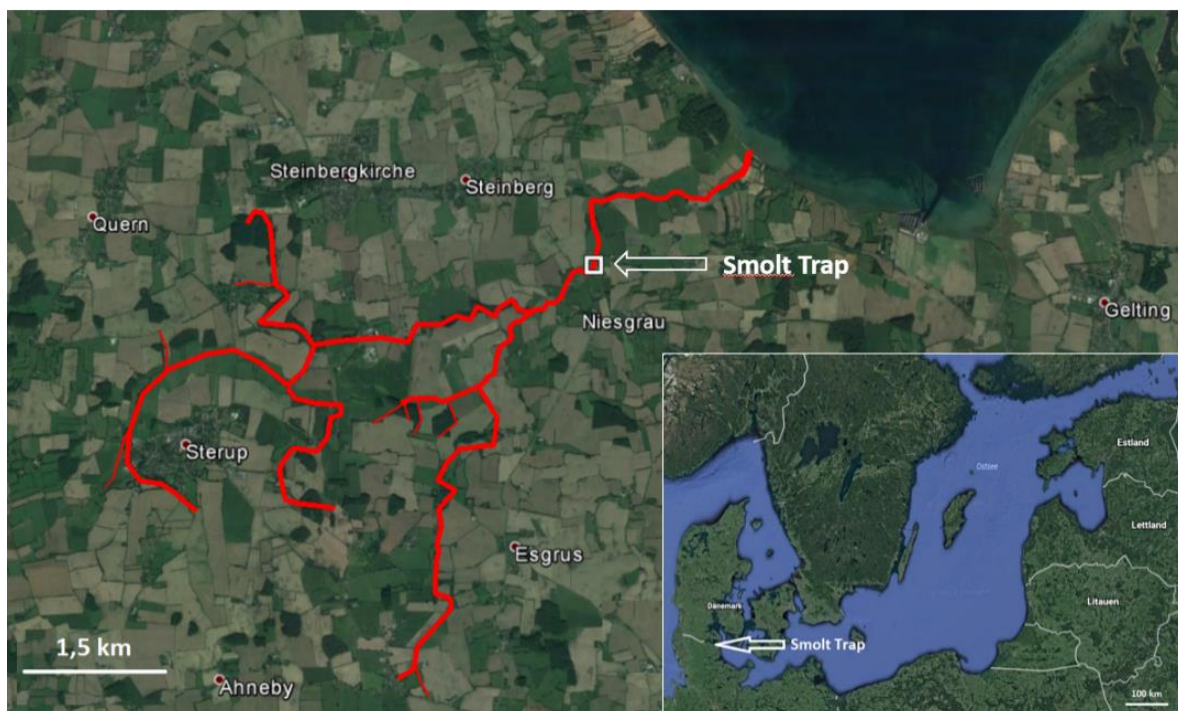 Steinbergkirche
Steinberg
Quern
Smolt Trap
Gelting
Niesgrau
Sterup
Esgrus
1,5 km
Ahneby
Estland
Ostsee
Lettland
Litauen
Dänemark
Smolt Trap
100 km